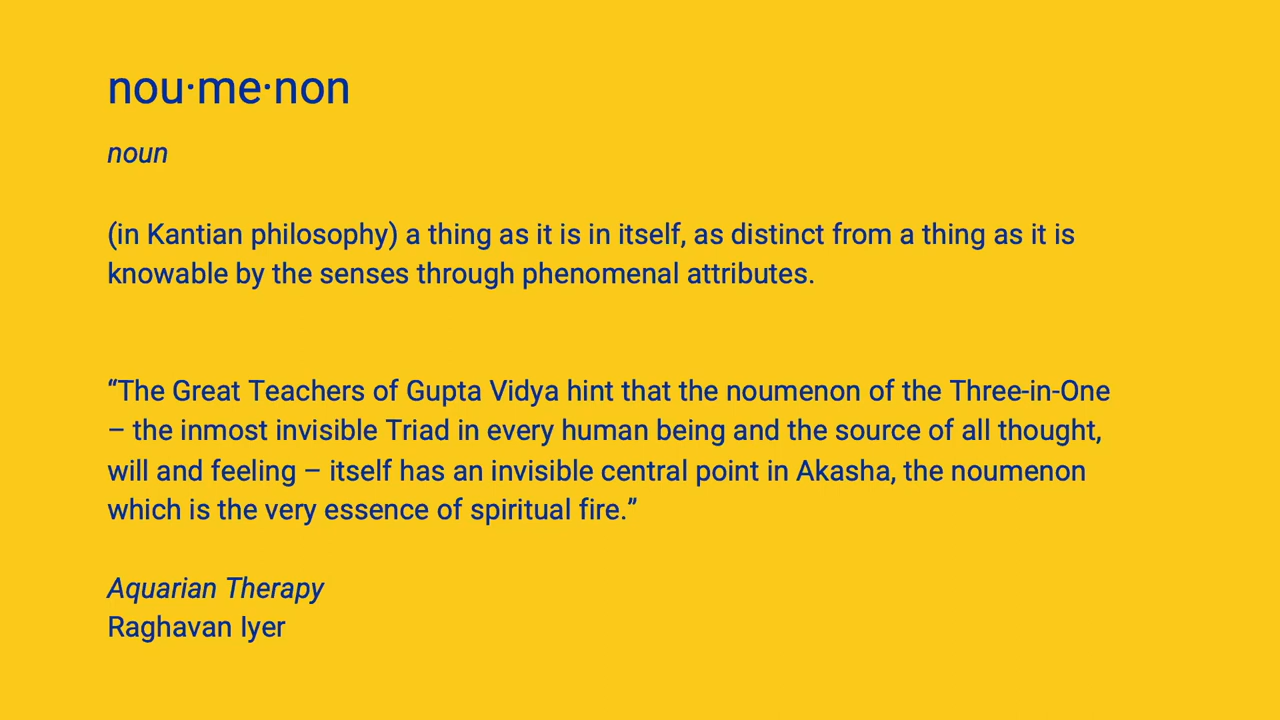 nou·me·non
noun
(in Kantian philosophy) a thing as it is in itself, as distinct from a thing as it is
knowable by the senses through phenomenal attributes.
“The Great Teachers of Gupta Vidya hint that the noumenon of the Three-in-One
– the inmost invisible Triad in every human being and the source of all thought,
will and feeling – itself has an invisible central point in Akasha, the noumenon
which is the very essence of spiritual fire.”
Aquarian Therapy
Raghavan Iyer